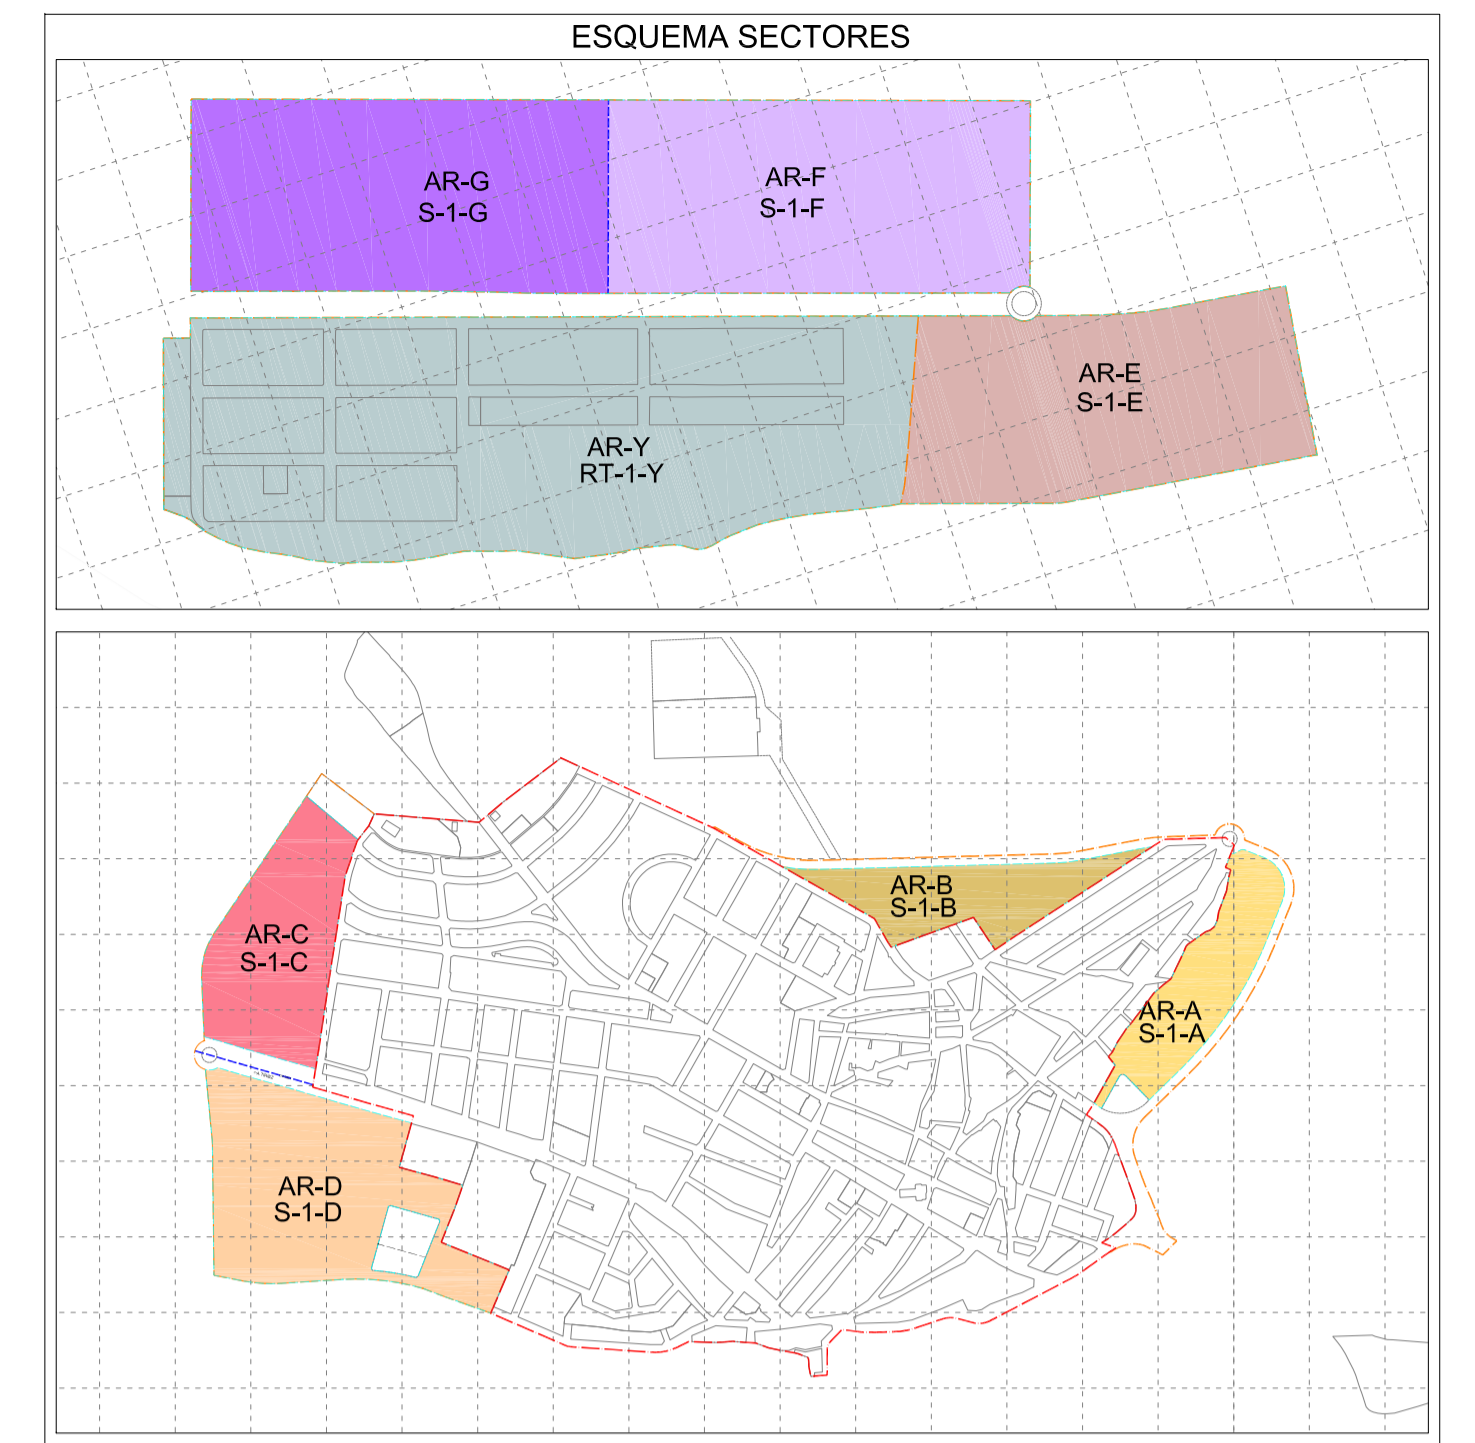 ESQUEMA SECTORES
AR-G
S-1-G
AR-F
S-1-F
AR-E
S-1-E
AR-Y
RT-1-Y
AR-B
S-1-B
AR-C
S-1-C
AR-A
S-1-A
AR-D
S-1-D